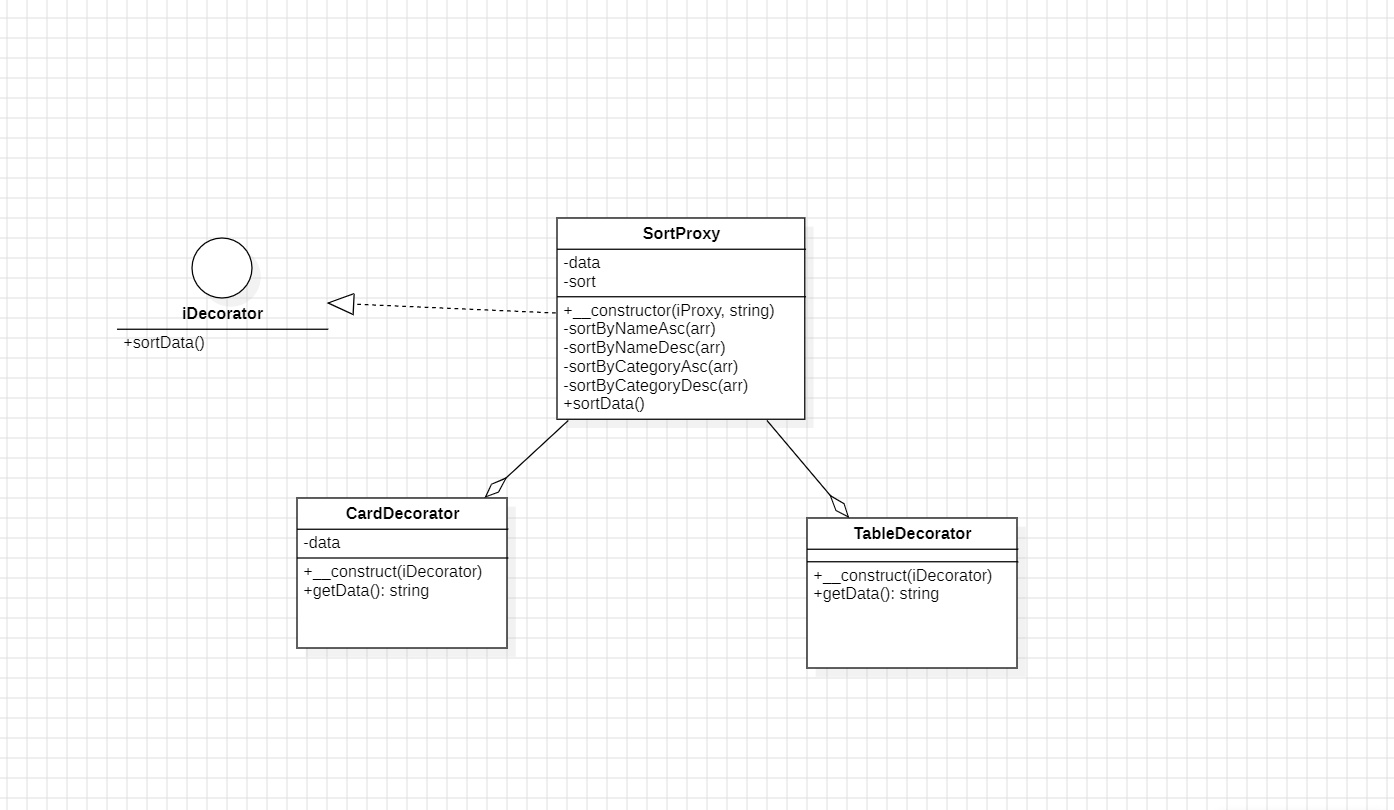 iDecorator
+sortData()
SortProxy
-data
-sort
+__constructor(iProxy, string)
-sortByNameAsc(arr)
-sortByNameDesc(arr)
-sortByCategoryAsc(arr)
-sortByCategoryDesc(arr)
+sortData()
CardDecorator
-data
+__construct(iDecorator)
+getData(): string
TableDecorator
+__construct(iDecorator)
+getData(): string